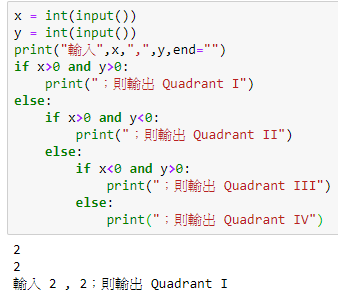 x = int(input())
y = int(input())
print("輸入",x,",",y,end="")
if x>0 and y>0:
    print("；則輸出 Quadrant I")
else:
    if x>0 and y<0:
        print("；則輸出 Quadrant II")
    else:
        if x<0 and y>0:
            print("；則輸出 Quadrant III")
        else:
            print("；則輸出 Quadrant IV")
2
2
輸入 2 , 2；則輸出 Quadrant I